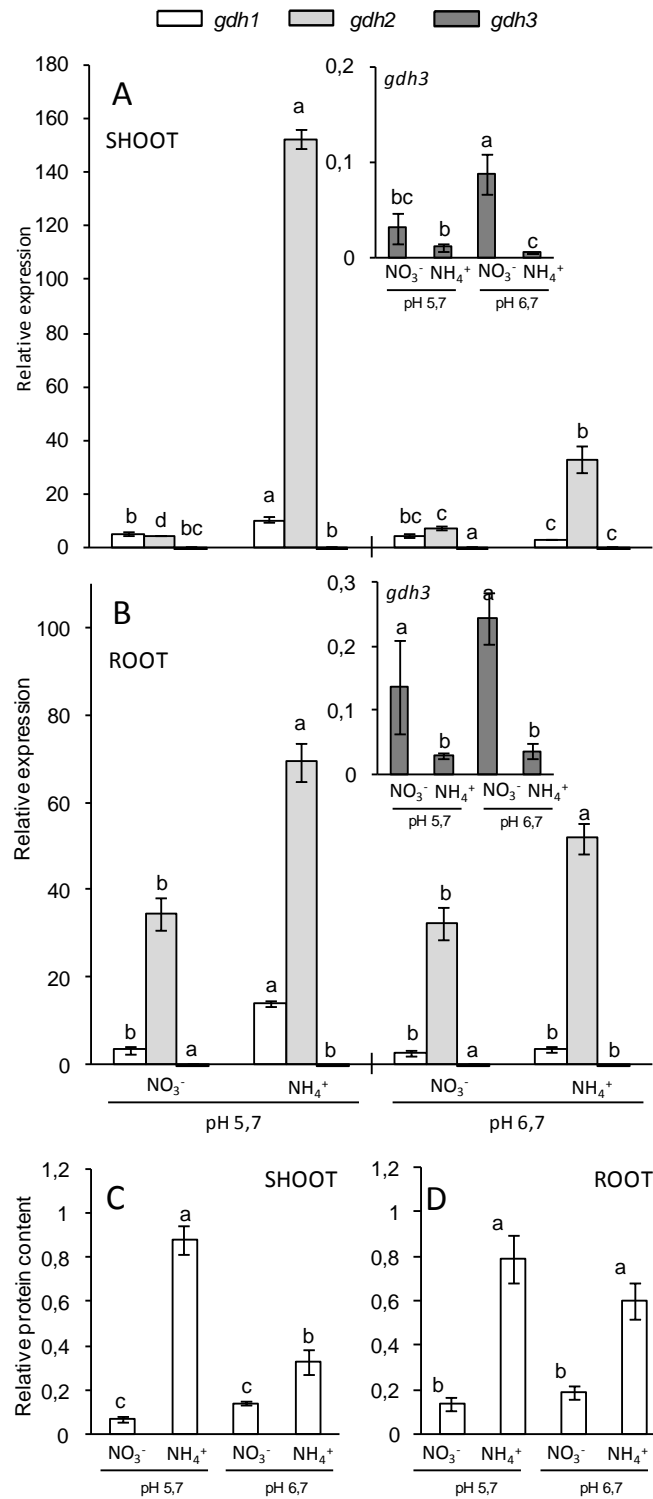 gdh1 gdh2 gdh3
A
SHOOT
Relative expression
180
160
140
120
100
80
60
40
20
0
b d bc
a a b
bc c a
c b c
gdh3
0,2
0,1
0
bc b a c
NO₃⁻ NH₄⁺ NO₃⁻ NH₄⁺
pH 5,7 pH 6,7
B
ROOT
Relative expression
100
80
60
40
20
0
b b a
a a b
b b a
b a b
gdh3
0,3
0,2
0,1
0
a b a b
NO₃⁻ NH₄⁺ NO₃⁻ NH₄⁺
pH 5,7 pH 6,7
NO₃⁻ NH₄⁺ NO₃⁻ NH₄⁺
pH 5,7 pH 6,7
C SHOOT
Relative protein content
1,2
1
0,8
0,6
0,4
0,2
0
c a c b
NO₃⁻ NH₄⁺ NO₃⁻ NH₄⁺
pH 5,7 pH 6,7
D ROOT
1,2
1
0,8
0,6
0,4
0,2
0
b a b a
NO₃⁻ NH₄⁺ NO₃⁻ NH₄⁺
pH 5,7 pH 6,7